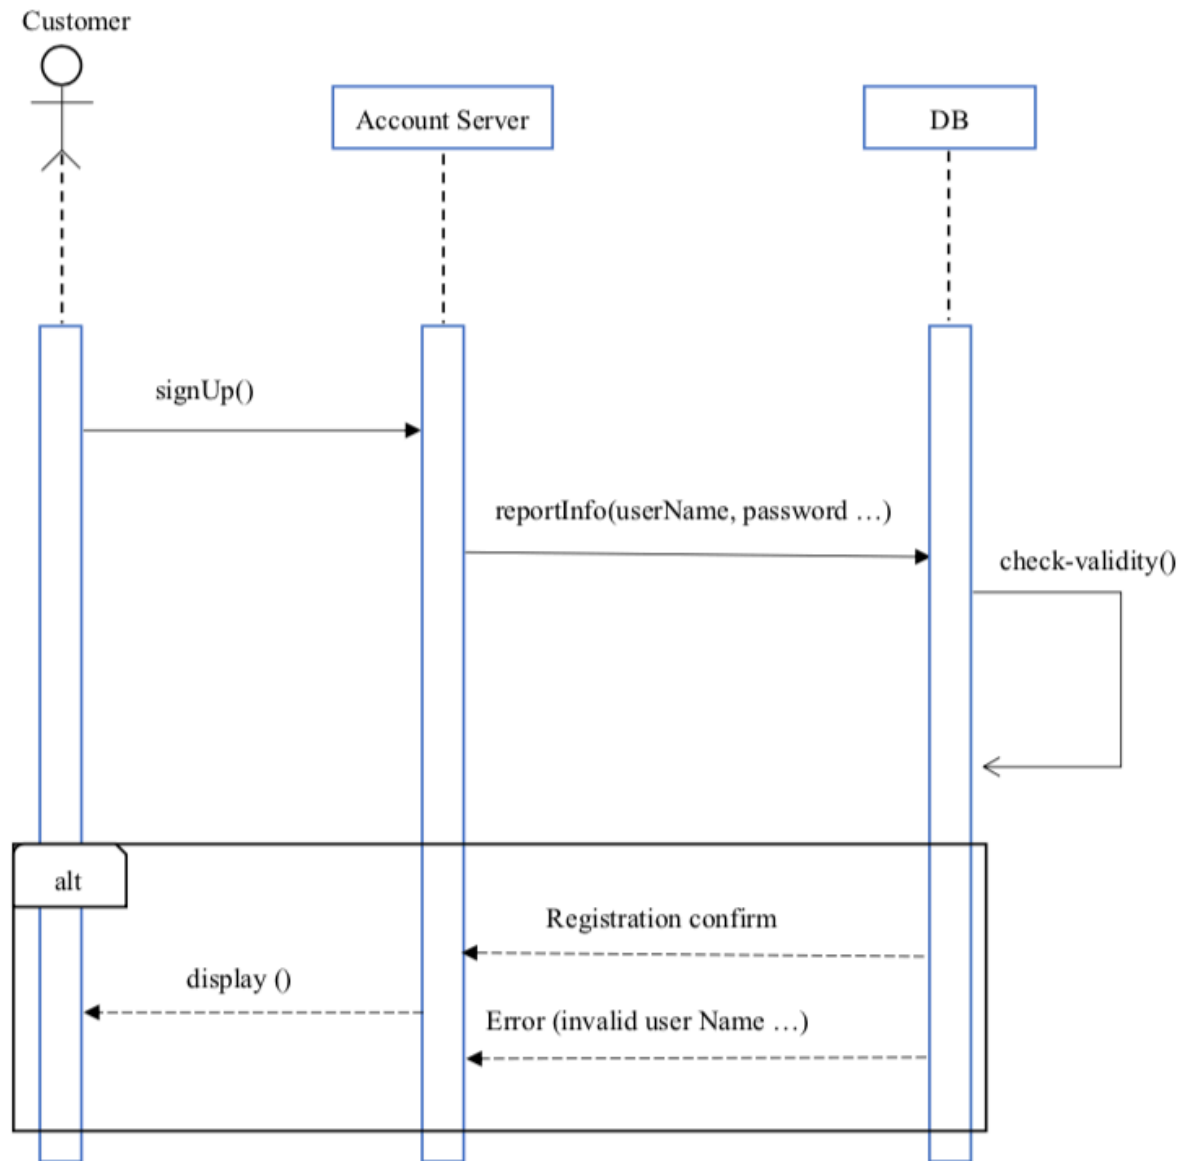 Customer
Account Server
DB
signUp()
reportInfo(userName, password …)
check-validity()
alt
Registration confirm
display ()
Error (invalid user Name …)